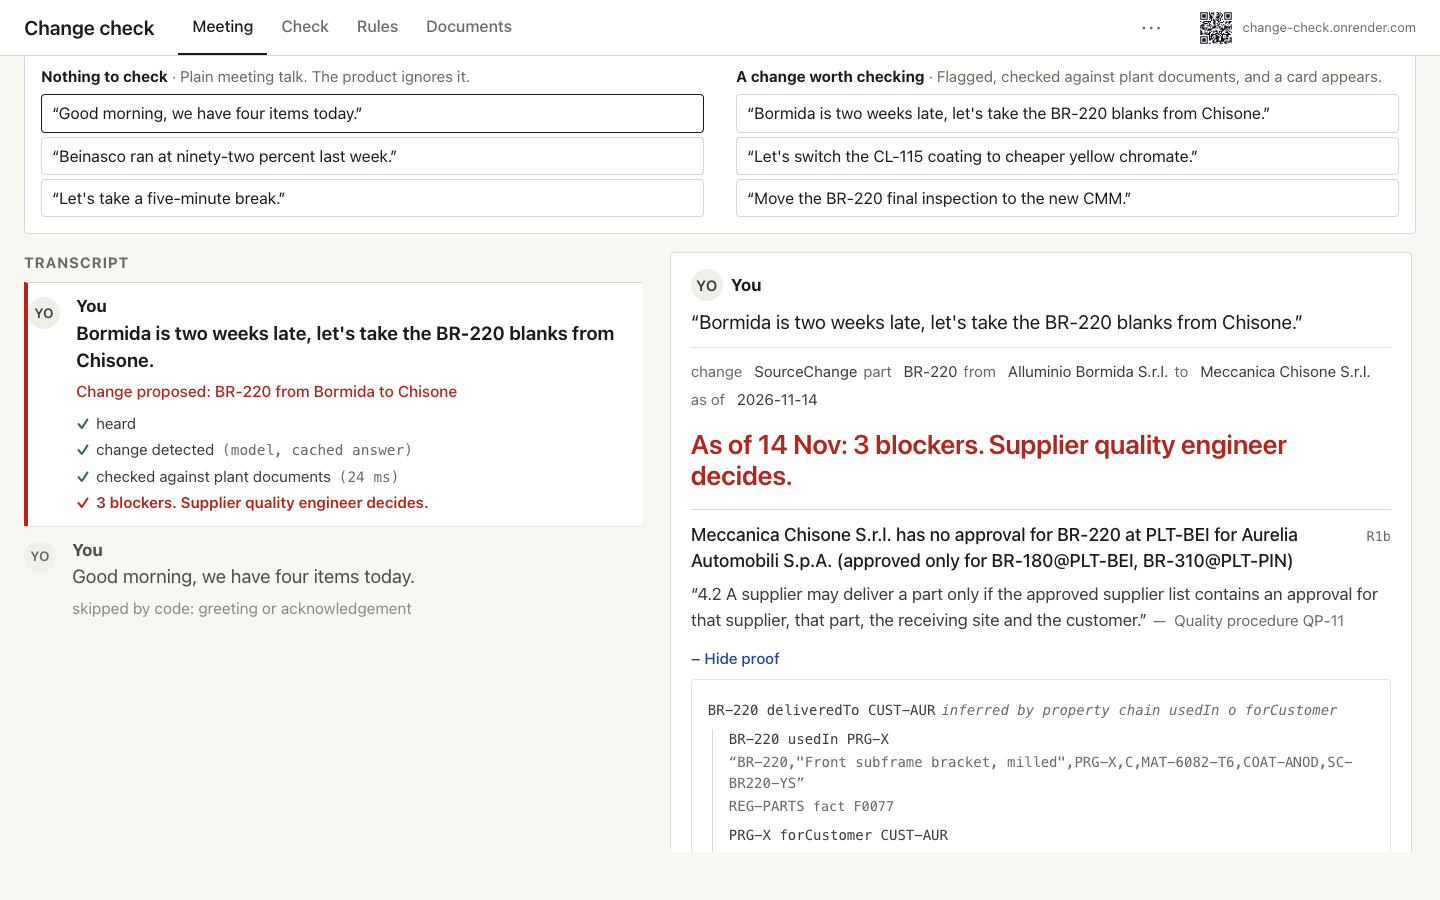 Change check
Meeting
Check
Rules
Documents
···
change-check.onrender.com
Nothing to check · Plain meeting talk. The product ignores it.
“Good morning, we have four items today.”
“Beinasco ran at ninety-two percent last week.”
“Let's take a five-minute break.”
A change worth checking · Flagged, checked against plant documents, and a card appears.
“Bormida is two weeks late, let's take the BR-220 blanks from Chisone.”
“Let's switch the CL-115 coating to cheaper yellow chromate.”
“Move the BR-220 final inspection to the new CMM.”
TRANSCRIPT
YO
You
Bormida is two weeks late, let's take the BR-220 blanks from
Chisone.
Change proposed: BR-220 from Bormida to Chisone
✓ heard
✓ change detected (model, cached answer)
✓ checked against plant documents (24 ms)
✓ 3 blockers. Supplier quality engineer decides.
YO
You
Good morning, we have four items today.
skipped by code: greeting or acknowledgement
YO
You
“Bormida is two weeks late, let's take the BR-220 blanks from Chisone.”
change SourceChange part BR-220 from Alluminio Bormida S.r.l. to Meccanica Chisone S.r.l.
as of 2026-11-14
As of 14 Nov: 3 blockers. Supplier quality engineer
decides.
Meccanica Chisone S.r.l. has no approval for BR-220 at PLT-BEI for Aurelia
Automobili S.p.A. (approved only for BR-180@PLT-BEI, BR-310@PLT-PIN)
R1b
“4.2 A supplier may deliver a part only if the approved supplier list contains an approval for
that supplier, that part, the receiving site and the customer.” — Quality procedure QP-11
– Hide proof
BR-220 deliveredTo CUST-AUR inferred by property chain usedIn o forCustomer
BR-220 usedIn PRG-X
“BR-220,"Front subframe bracket, milled",PRG-X,C,MAT-6082-T6,COAT-ANOD,SC-
BR220-YS”
REG-PARTS fact F0077
PRG-X forCustomer CUST-AUR